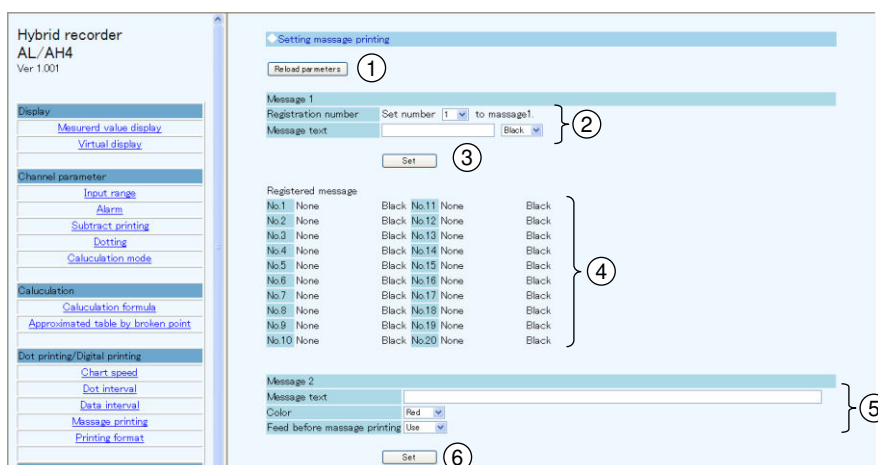 Hybrid recorder
AL/AH4
Ver 1.001
Display
Mesurerd value display
Virtual display
Channel parameter
Input range
Alarm
Subtract printing
Dotting
Caluculation mode
Caluculation
Caluculation formula
Approximated table by broken point
Dot printing/Digital printing
Chart speed
Dot interval
Data interval
Massage printing
Printing format
Setting massage printing
Reload parmeters 1
Message 1
Registration number Set number 1 to massage1.
Message text Black
2
Set 3
Registered message
No.1 None Black No.11 None Black
No.2 None Black No.12 None Black
No.3 None Black No.13 None Black
No.4 None Black No.14 None Black
No.5 None Black No.15 None Black
No.6 None Black No.16 None Black
No.7 None Black No.17 None Black
No.8 None Black No.18 None Black
No.9 None Black No.19 None Black
No.10 None Black No.20 None Black
4
Message 2
Message text
Color Red
Feed before massage printing Use
5
Set 6